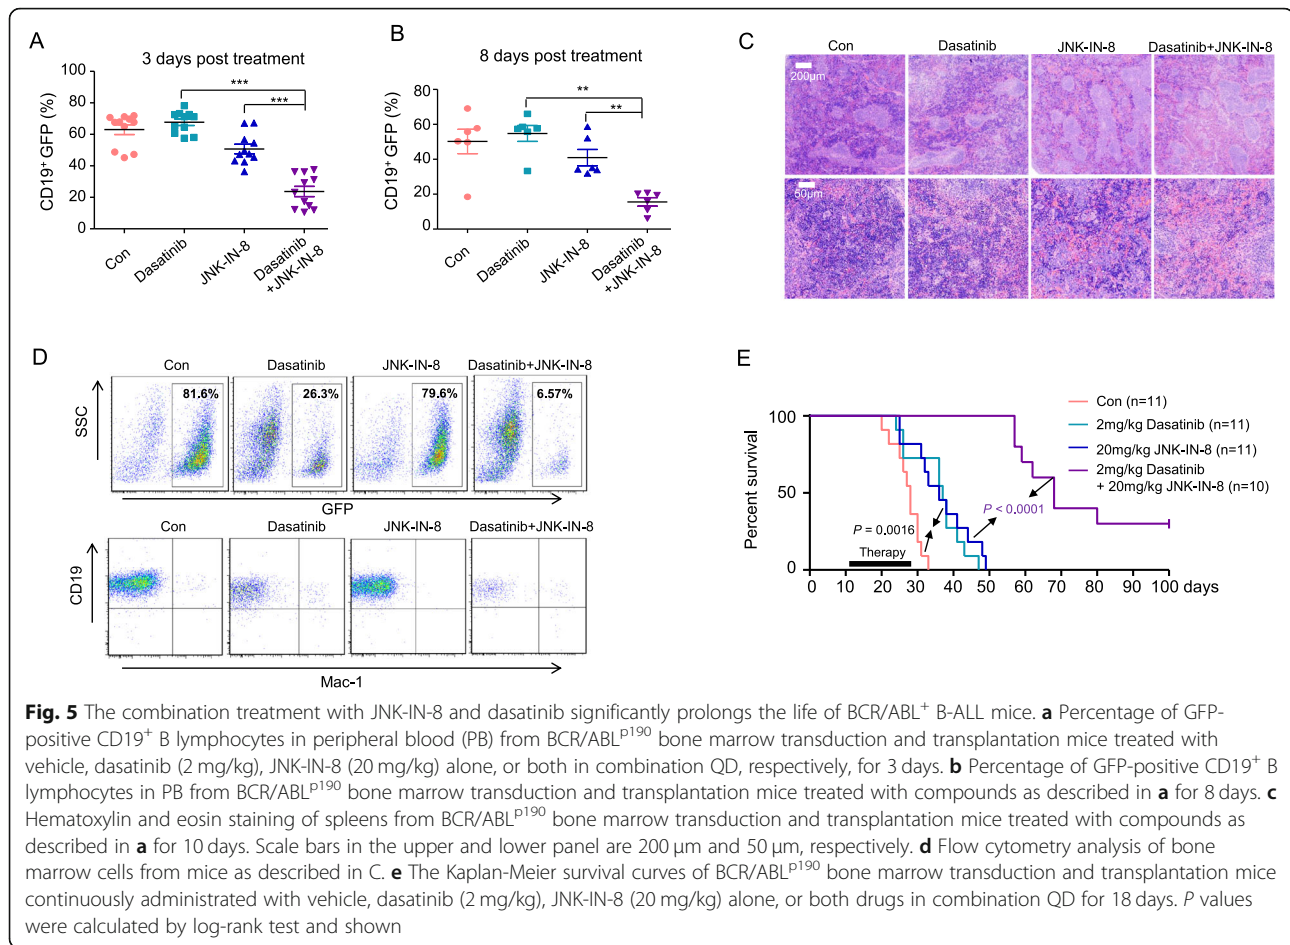 A
3 days post treatment
CD19⁺ GFP (%)
100
80
60
40
20
0
***
***
Con
Dasatinib
JNK-IN-8
Dasatinib
+JNK-IN-8
B
8 days post treatment
CD19⁺ GFP (%)
80
60
40
20
0
**
**
Con
Dasatinib
JNK-IN-8
Dasatinib
+JNK-IN-8
C
Con
Dasatinib
JNK-IN-8
Dasatinib+JNK-IN-8
200μm
50μm
D
Con
Dasatinib
JNK-IN-8
Dasatinib+JNK-IN-8
81.6%
26.3%
79.6%
6.57%
SSC
GFP
Con
Dasatinib
JNK-IN-8
Dasatinib+JNK-IN-8
CD19
Mac-1
E
Con (n=11)
2mg/kg Dasatinib (n=11)
20mg/kg JNK-IN-8 (n=11)
2mg/kg Dasatinib
+ 20mg/kg JNK-IN-8 (n=10)
Percent survival
100
50
0
P = 0.0016
P < 0.0001
Therapy
0 10 20 30 40 50 60 70 80 90 100 days
Fig. 5 The combination treatment with JNK-IN-8 and dasatinib significantly prolongs the life of BCR/ABL⁺ B-ALL mice. a Percentage of GFP-
positive CD19⁺ B lymphocytes in peripheral blood (PB) from BCR/ABLᵖ¹⁹⁰ bone marrow transduction and transplantation mice treated with
vehicle, dasatinib (2 mg/kg), JNK-IN-8 (20 mg/kg) alone, or both in combination QD, respectively, for 3 days. b Percentage of GFP-positive CD19⁺ B
lymphocytes in PB from BCR/ABLᵖ¹⁹⁰ bone marrow transduction and transplantation mice treated with compounds as described in a for 8 days. c
Hematoxylin and eosin staining of spleens from BCR/ABLᵖ¹⁹⁰ bone marrow transduction and transplantation mice treated with compounds as
described in a for 10 days. Scale bars in the upper and lower panel are 200 μm and 50 μm, respectively. d Flow cytometry analysis of bone
marrow cells from mice as described in C. e The Kaplan-Meier survival curves of BCR/ABLᵖ¹⁹⁰ bone marrow transduction and transplantation mice
continuously administrated with vehicle, dasatinib (2 mg/kg), JNK-IN-8 (20 mg/kg) alone, or both drugs in combination QD for 18 days. P values
were calculated by log-rank test and shown